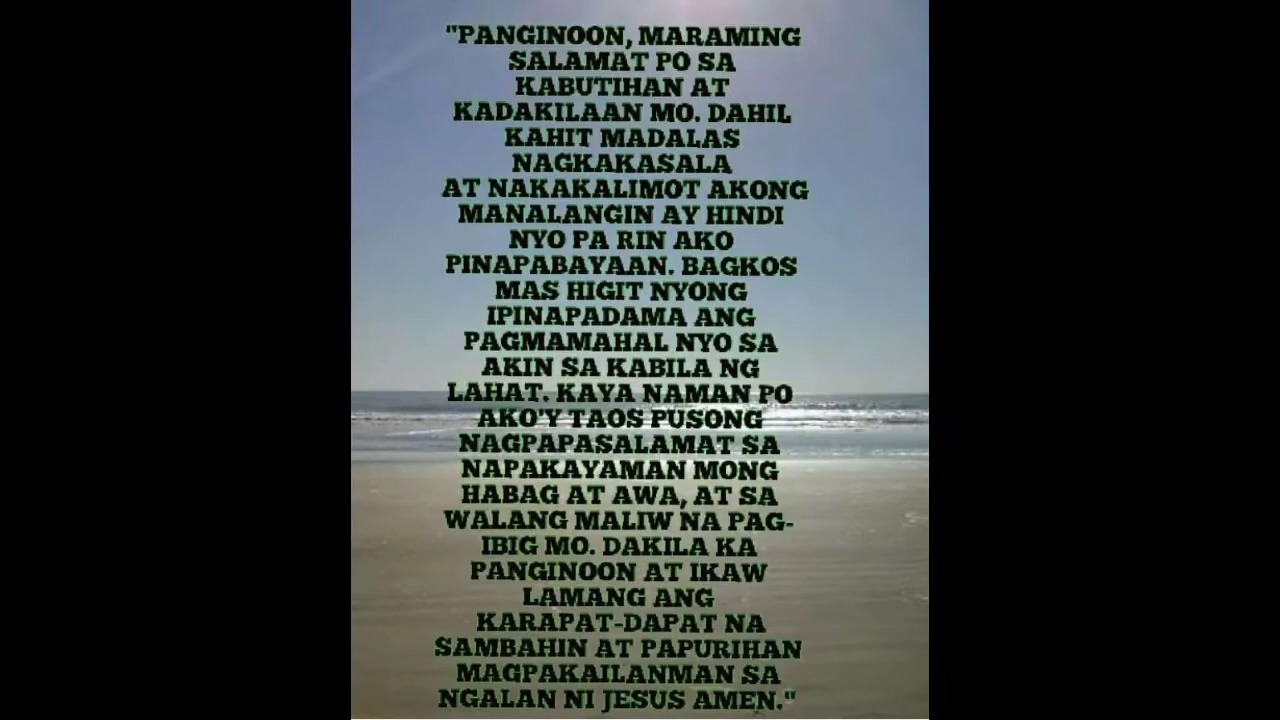 "PANGINOON, MARAMING
SALAMAT PO SA
KABUTIHAN AT
KADAKILAAN MO. DAHIL
KAHIT MADALAS
NAGKAKASALA
AT NAKAKALIMOT AKONG
MANALANGIN AY HINDI
NYO PA RIN AKO
PINAPABAYAAN. BAGKOS
MAS HIGIT NYONG
IPINAPADAMA ANG
PAGMAMAHAL NYO SA
AKIN SA KABILA NG
LAHAT. KAYA NAMAN PO
AKO'Y TAOS PUSONG
NAGPAPASALAMAT SA
NAPAKAYAMAN MONG
HABAG AT AWA, AT SA
WALANG MALIW NA PAG-
IBIG MO. DAKILA KA
PANGINOON AT IKAW
LAMANG ANG
KARAPAT-DAPAT NA
SAMBAHIN AT PAPURIHAN
MAGPAKAILANMAN SA
NGALAN NI JESUS AMEN."